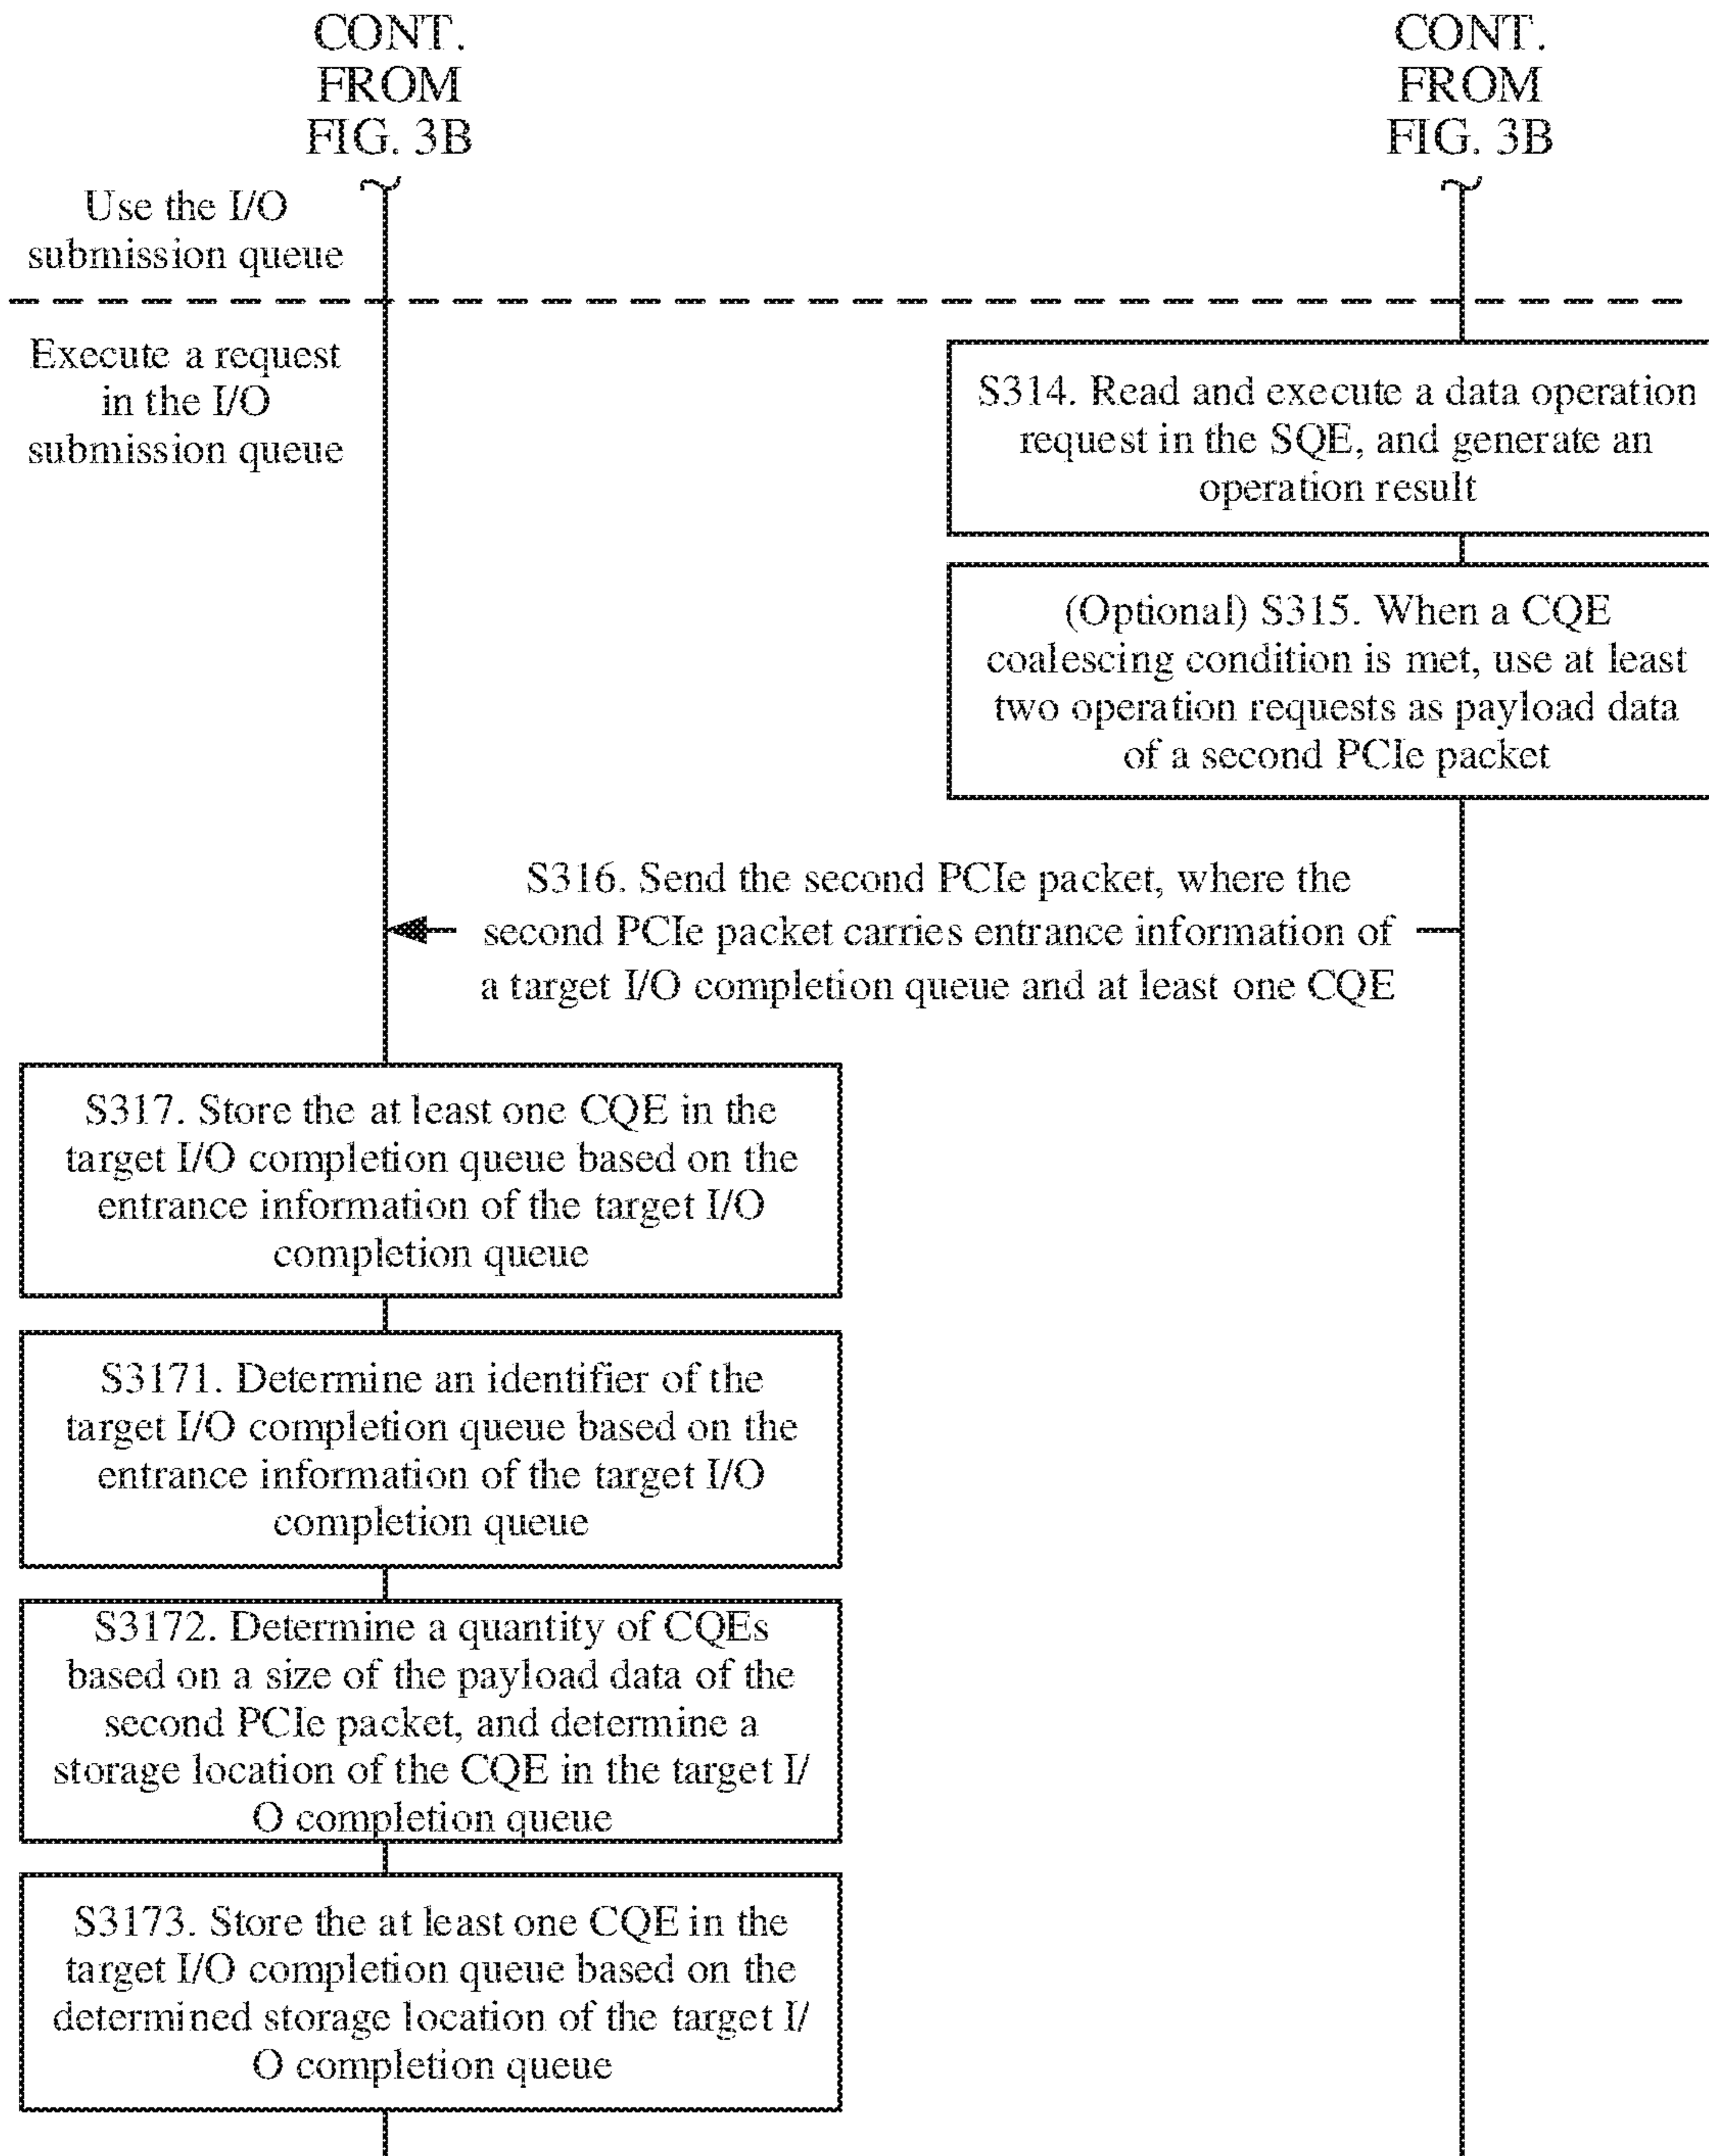 CONT.
FROM
FIG. 3B
CONT.
FROM
FIG. 3B
Use the I/O
submission queue
Execute a request
in the I/O
submission queue
S314. Read and execute a data operation
request in the SQE, and generate an
operation result
(Optional) S315. When a CQE
coalescing condition is met, use at least
two operation requests as payload data
of a second PCIe packet
S316. Send the second PCIe packet, where the
second PCIe packet carries entrance information of
a target I/O completion queue and at least one CQE
S317. Store the at least one CQE in the
target I/O completion queue based on the
entrance information of the target I/O
completion queue
S3171. Determine an identifier of the
target I/O completion queue based on the
entrance information of the target I/O
completion queue
S3172. Determine a quantity of CQEs
based on a size of the payload data of the
second PCIe packet, and determine a
storage location of the CQE in the target I/
O completion queue
S3173. Store the at least one CQE in the
target I/O completion queue based on the
determined storage location of the target I/
O completion queue